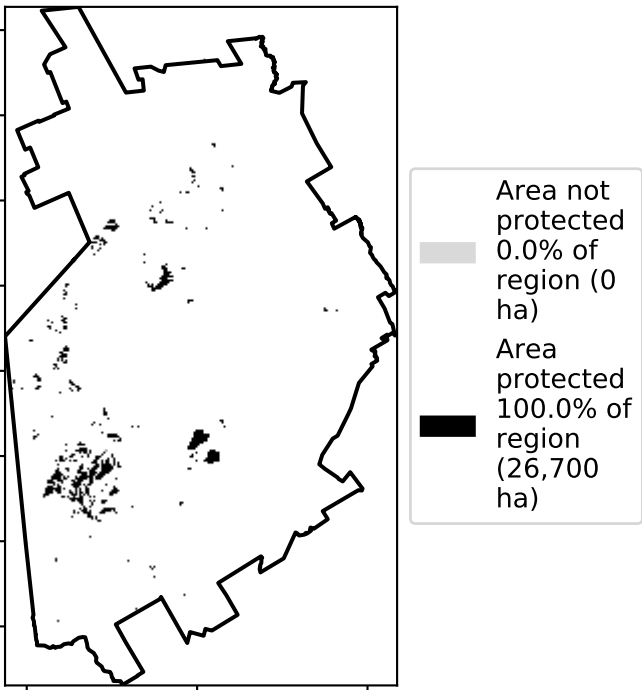 Area not
protected
0.0% of
region (0
ha)
Area
protected
100.0% of
region
(26,700
ha)